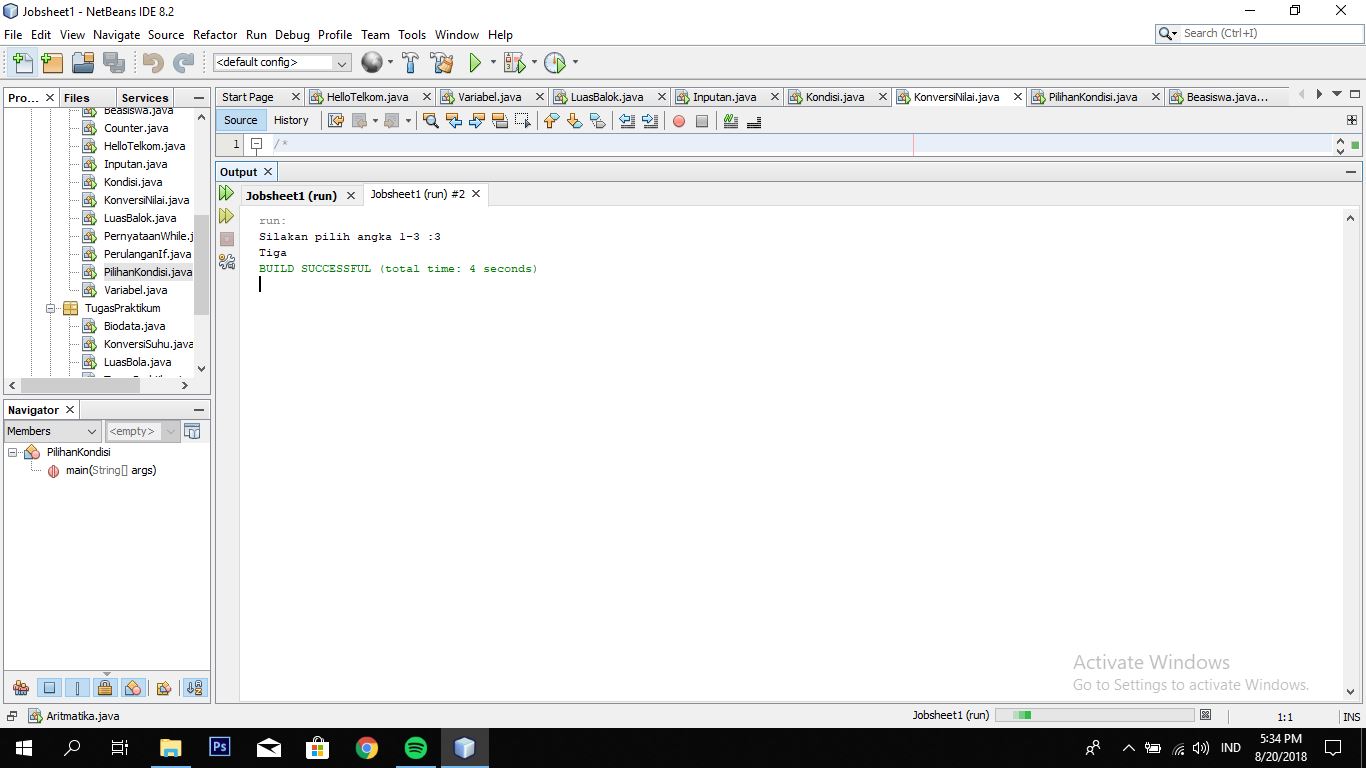 Jobsheet1 - NetBeans IDE 8.2
File Edit View Navigate Source Refactor Run Debug Profile Team Tools Window Help
Search (Ctrl+I)
<default config>
Pro... Files Services
Start Page HelloTelkom.java Variabel.java LuasBalok.java Inputan.java Kondisi.java KonversiNilai.java PilihanKondisi.java Beasiswa.java...
Source History
1 /*
Beasiswa.java
Counter.java
HelloTelkom.java
Inputan.java
Kondisi.java
KonversiNilai.java
LuasBalok.java
PernyataanWhile.j
PerulanganIf.java
PilihanKondisi.java
Variabel.java
TugasPraktikum
Biodata.java
KonversiSuhu.java
LuasBola.java
Output
Jobsheet1 (run) Jobsheet1 (run) #2
run:
Silakan pilih angka 1-3 :3
Tiga
BUILD SUCCESSFUL (total time: 4 seconds)
Navigator
Members <empty>
PilihanKondisi
main(String[] args)
Activate Windows
Go to Settings to activate Windows.
Aritmatika.java
Jobsheet1 (run)
1:1 INS
Ps
IND
5:34 PM
8/20/2018